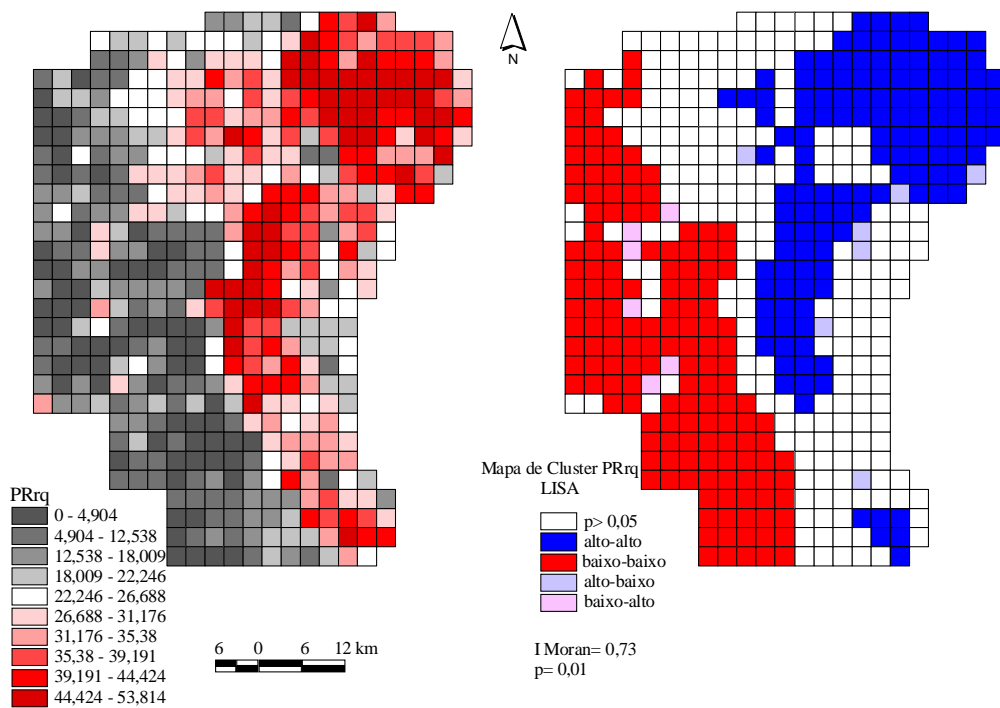 N
PRrq
0 - 4,904
4,904 - 12,538
12,538 - 18,009
18,009 - 22,246
22,246 - 26,688
26,688 - 31,176
31,176 - 35,38
35,38 - 39,191
39,191 - 44,424
44,424 - 53,814
6 0 6 12 km
Mapa de Cluster PRrq
LISA
p> 0,05
alto-alto
baixo-baixo
alto-baixo
baixo-alto
I Moran= 0,73
p= 0,01